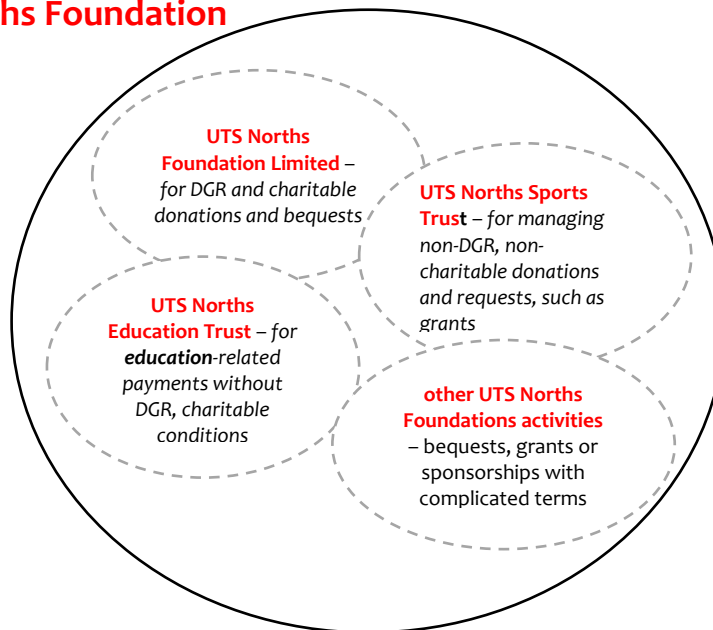 hs Foundation
UTS Norths
Foundation Limited –
for DGR and charitable
donations and bequests
UTS Norths Sports
Trust – for managing
non-DGR, non-
charitable donations
and requests, such as
grants
UTS Norths
Education Trust – for
education-related
payments without
DGR, charitable
conditions
other UTS Norths
Foundations activities
– bequests, grants or
sponsorships with
complicated terms